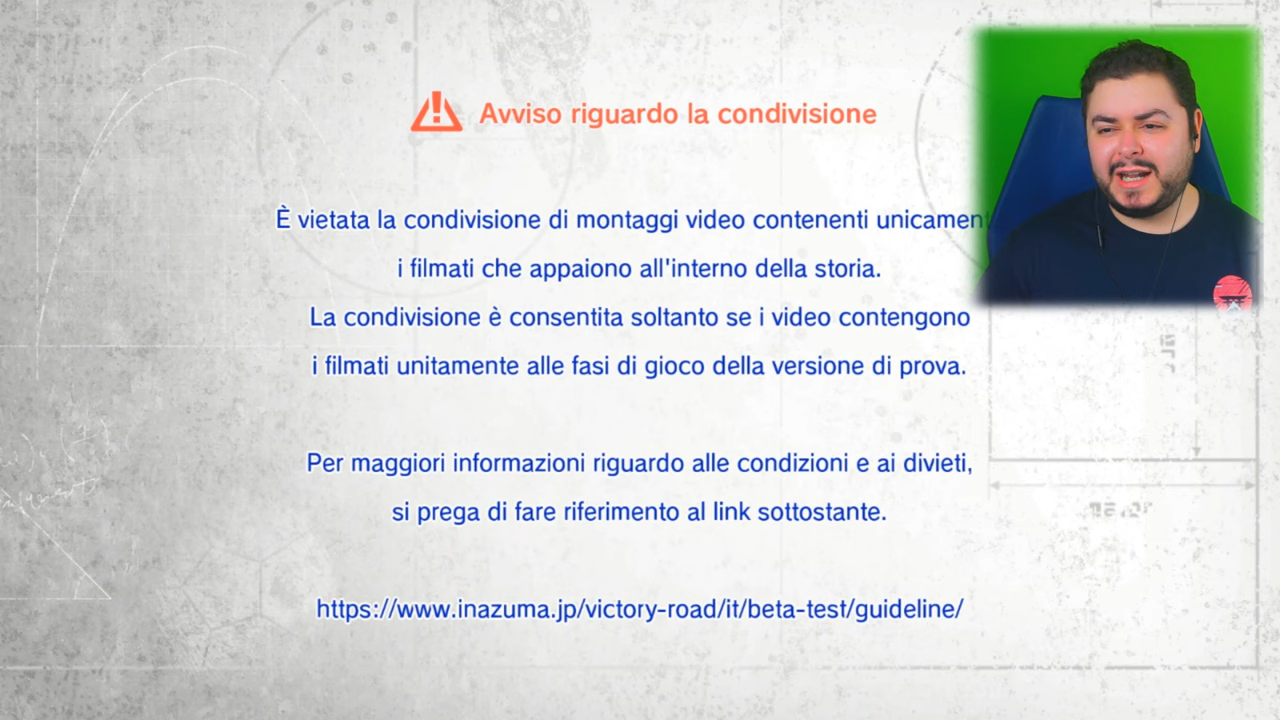 Avviso riguardo la condivisione
È vietata la condivisione di montaggi video contenenti unicament
i filmati che appaiono all'interno della storia.
La condivisione è consentita soltanto se i video contengono
i filmati unitamente alle fasi di gioco della versione di prova.
Per maggiori informazioni riguardo alle condizioni e ai divieti,
si prega di fare riferimento al link sottostante.
https://www.inazuma.jp/victory-road/it/beta-test/guideline/